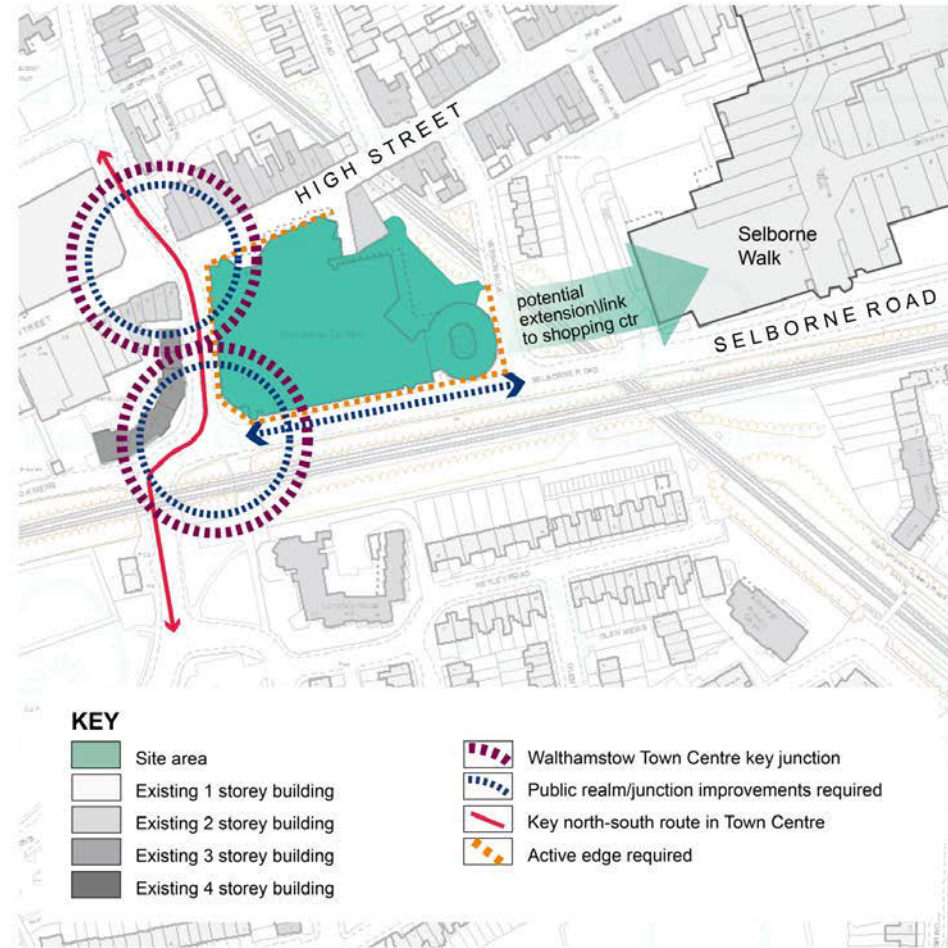 HIGH STREET
Selborne
Walk
potential
extension\link
to shopping ctr
SELBORNE ROAD
SELBORNE ROAD
KEY
Site area
Existing 1 storey building
Existing 2 storey building
Existing 3 storey building
Existing 4 storey building
Walthamstow Town Centre key junction
Public realm/junction improvements required
Key north-south route in Town Centre
Active edge required